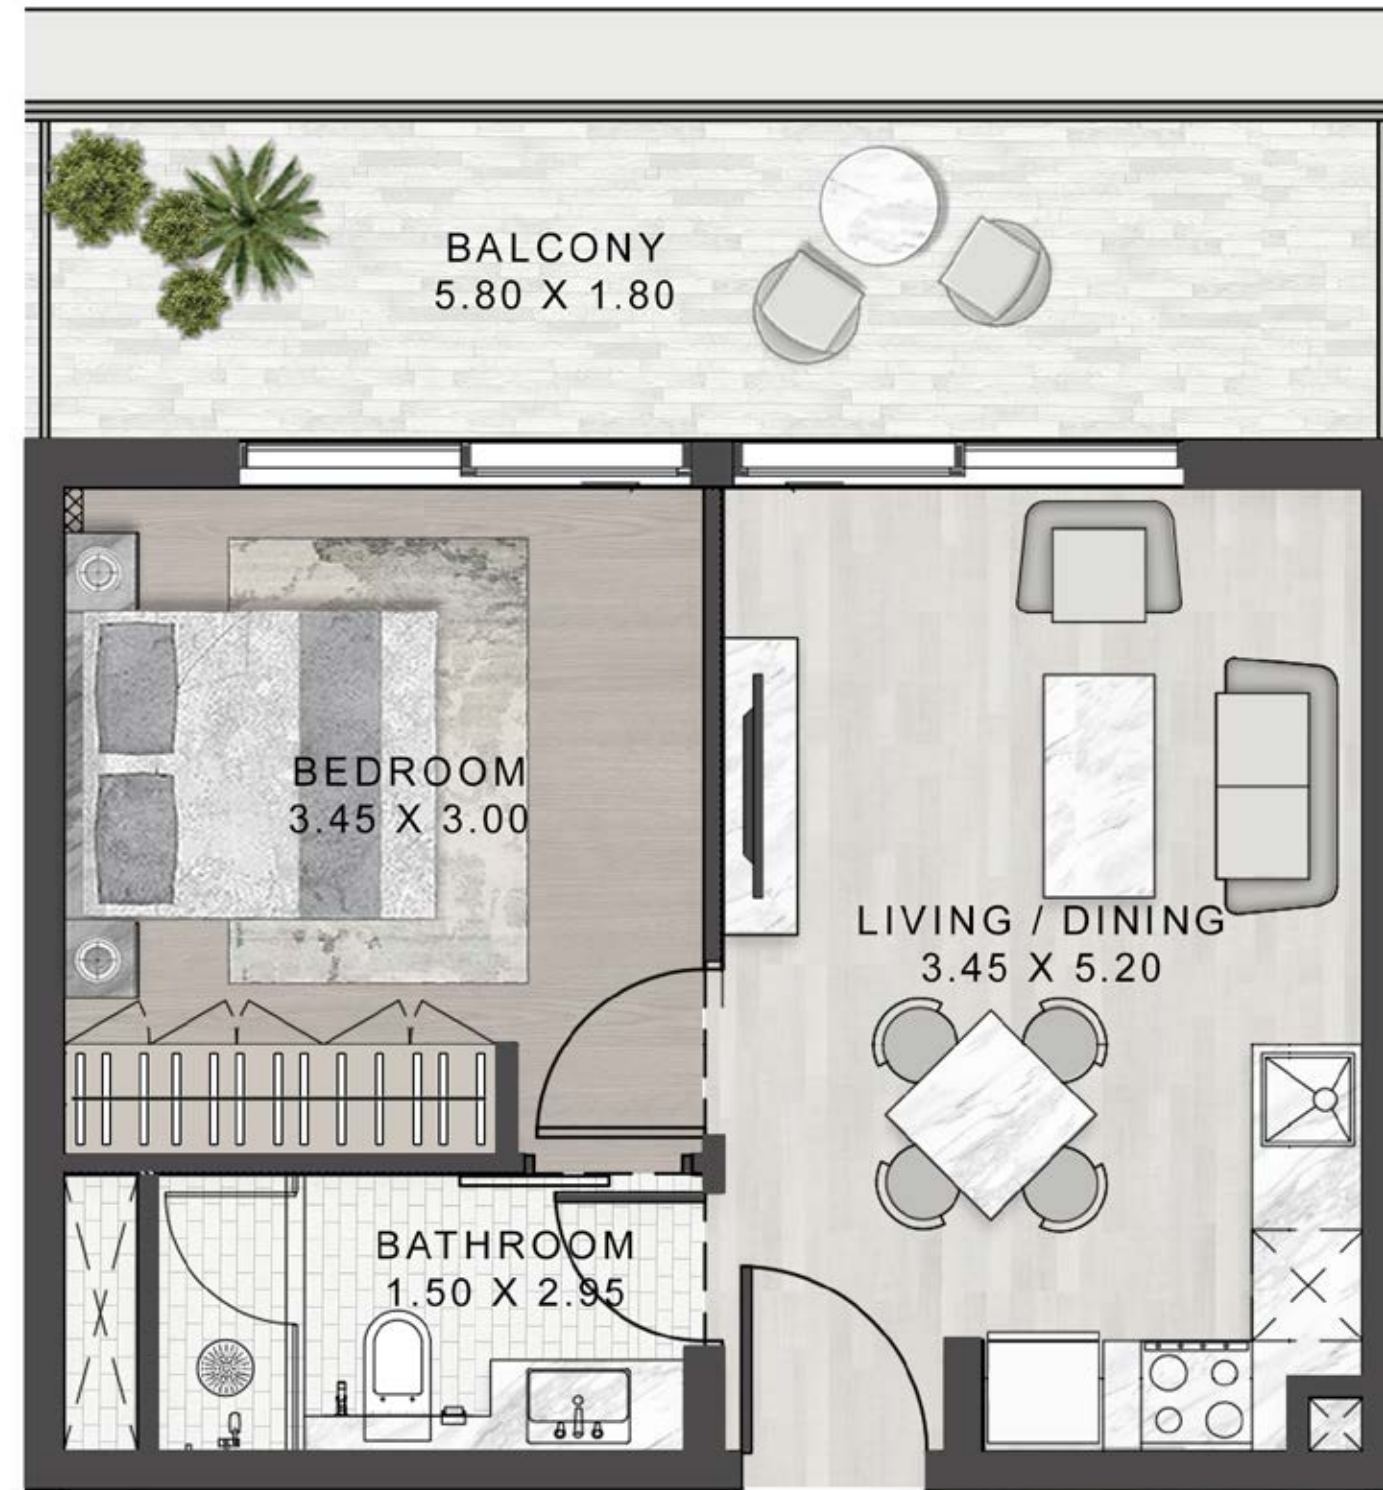 BALCONY
5.80 X 1.80
BEDROOM
3.45 X 3.00
LIVING / DINING
3.45 X 5.20
BATHROOM
1.50 X 2.95